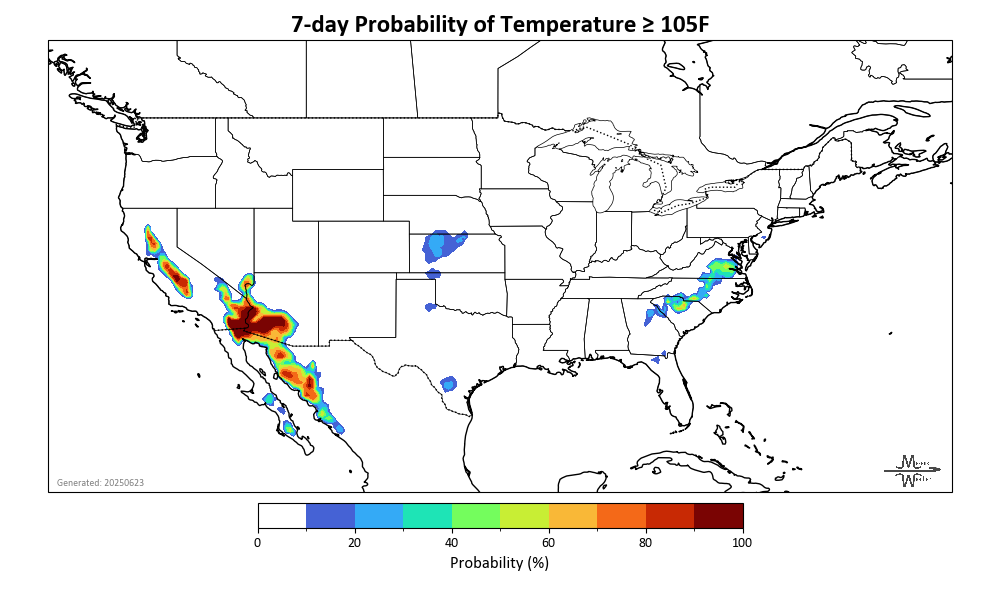 7-day Probability of Temperature ≥ 105F
Generated: 20250623
0 20 40 60 80 100
Probability (%)